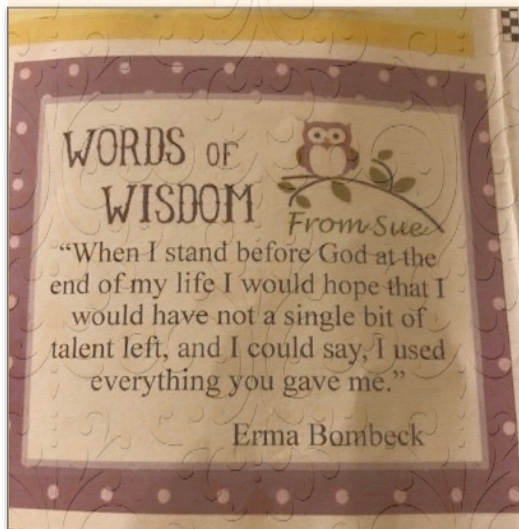 WORDS OF
WISDOM
From Sue
“When I stand before God at the
end of my life I would hope that I
would have not a single bit of
talent left, and I could say, I used
everything you gave me.”
Erma Bombeck